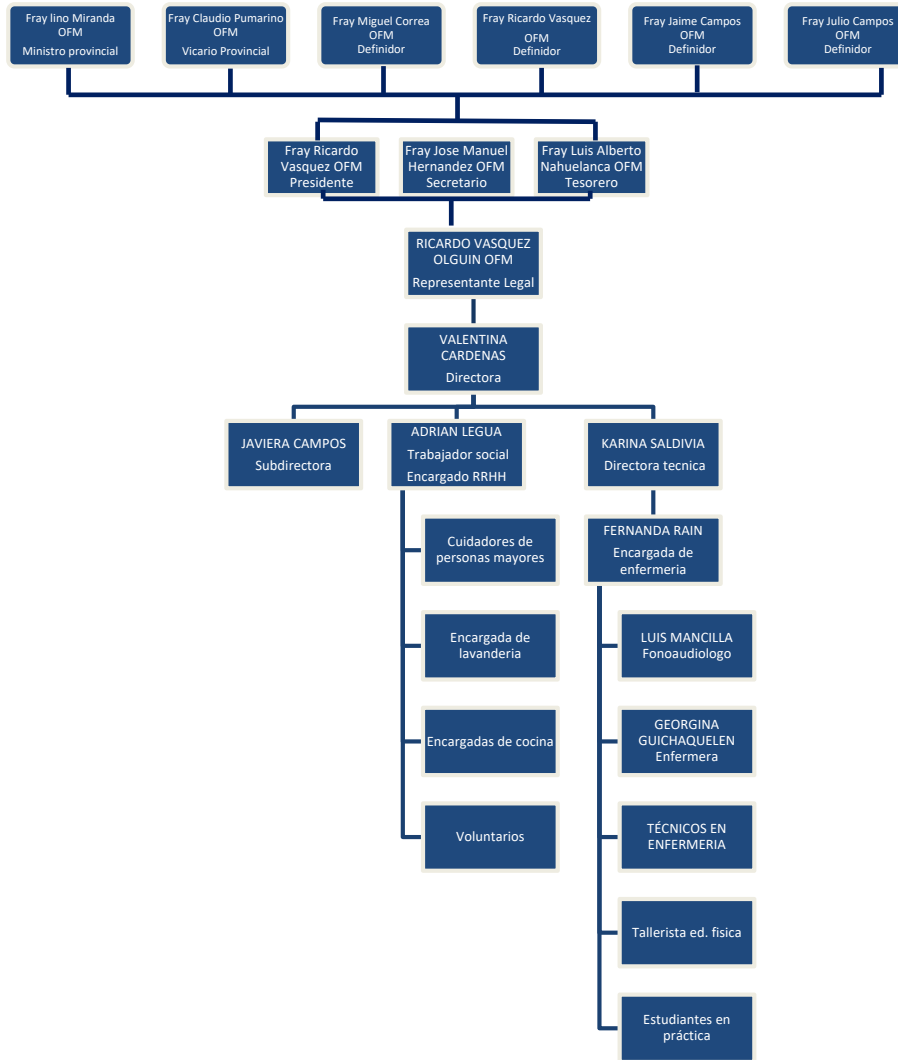 Fray lino Miranda
OFM
Ministro provincial
Fray Claudio Pumarino
OFM
Vicario Provincial
Fray Miguel Correa
OFM
Definidor
Fray Ricardo Vasquez
OFM
Definidor
Fray Jaime Campos
OFM
Definidor
Fray Julio Campos
OFM
Definidor
Fray Ricardo
Vasquez OFM
Presidente
Fray Jose Manuel
Hernandez OFM
Secretario
Fray Luis Alberto
Nahuelanca OFM
Tesorero
RICARDO VASQUEZ
OLGUIN OFM
Representante Legal
VALENTINA
CARDENAS
Directora
JAVIERA CAMPOS
Subdirectora
ADRIAN LEGUA
Trabajador social
Encargado RRHH
KARINA SALDIVIA
Directora tecnica
Cuidadores de
personas mayores
Encargada de
lavanderia
Encargadas de cocina
Voluntarios
FERNANDA RAIN
Encargada de
enfermeria
LUIS MANCILLA
Fonoaudiologo
GEORGINA
GUICHAQUELEN
Enfermera
TÉCNICOS EN
ENFERMERIA
Tallerista ed. fisica
Estudiantes en
práctica